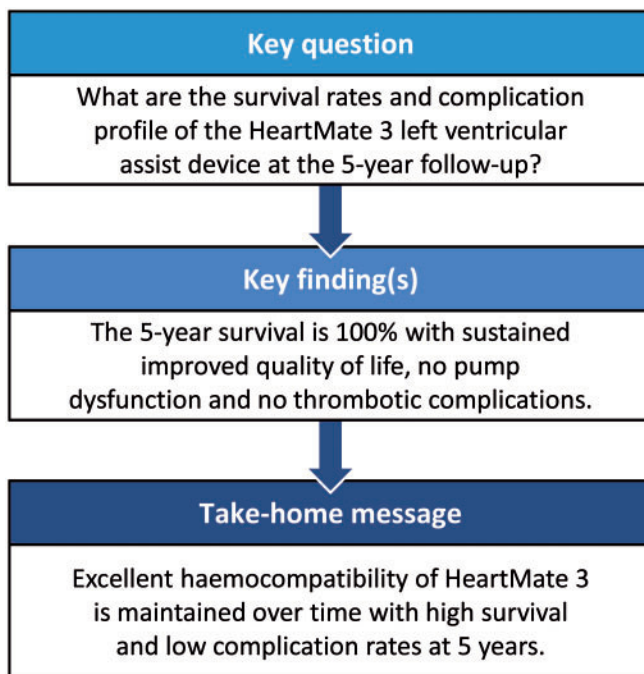 Key question
What are the survival rates and complication
profile of the HeartMate 3 left ventricular
assist device at the 5-year follow-up?
Key finding(s)
The 5-year survival is 100% with sustained
improved quality of life, no pump
dysfunction and no thrombotic complications.
Take-home message
Excellent haemocompatibility of HeartMate 3
is maintained over time with high survival
and low complication rates at 5 years.